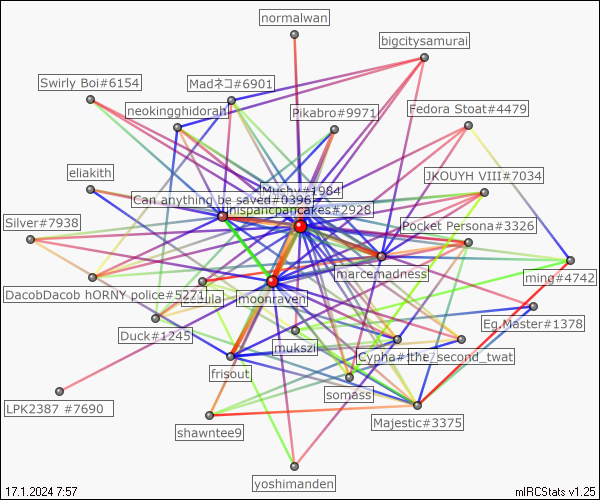 normalwan
bigcitysamurai
Swirly Boi#6154
Madネコ#6901
neokingghidorah
Pikabro#9971
Fedora Stoat#4479
eliakith
JKOUYH VIII#7034
Muchy#1984
Can anything be saved#0396
hispanicpancakes#2928
Silver#7938
Pocket Persona#3326
marcemadness
ming#4742
DacobDacob hORNY police#5271
moonraven
Eg.Master#1378
Duck#1245
mukszi
Cypha#
the_second_twat
frisout
somass
LPK2387 #7690
Majestic#3375
shawntee9
yoshimanden
17.1.2024 7:57
mIRCStats v1.25